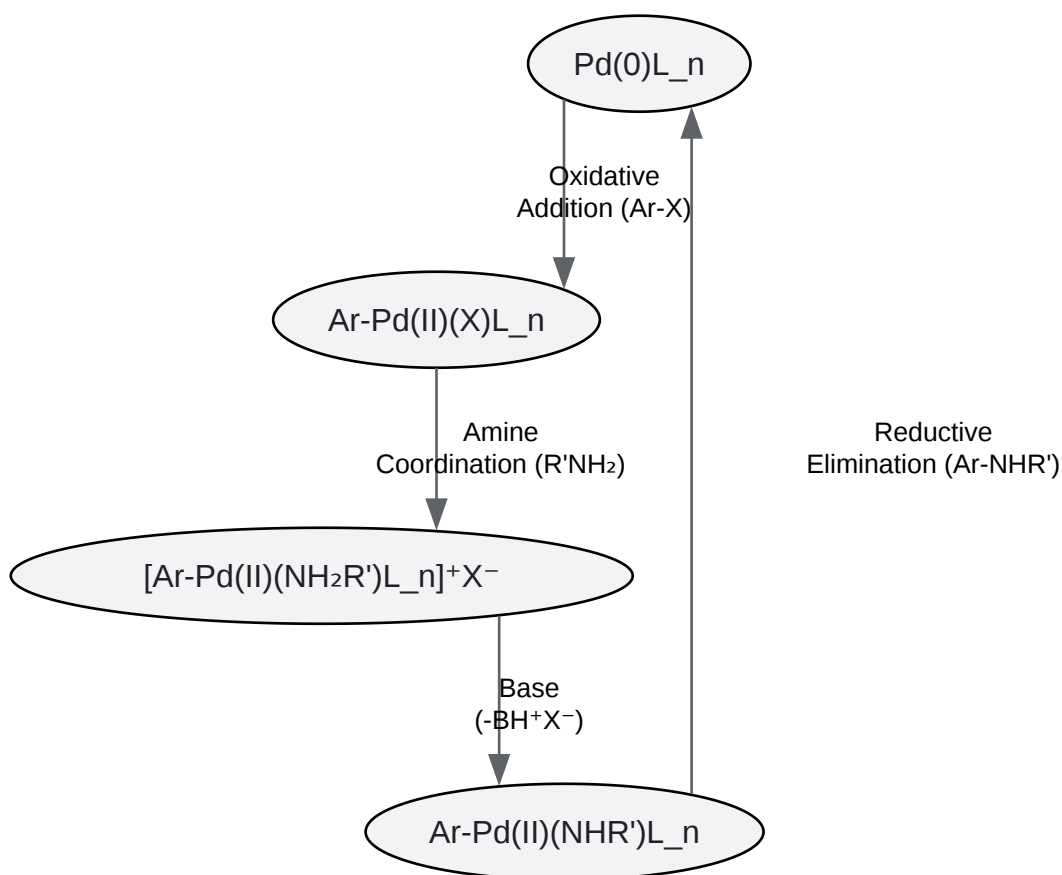 Pd(0)L_n
Oxidative
Addition (Ar-X)
Ar-Pd(II)(X)L_n
Amine
Coordination (R'NH₂)
Reductive
Elimination (Ar-NHR')
[Ar-Pd(II)(NH₂R')L_n]⁺X⁻
Base
(-BH⁺X⁻)
Ar-Pd(II)(NHR')L_n